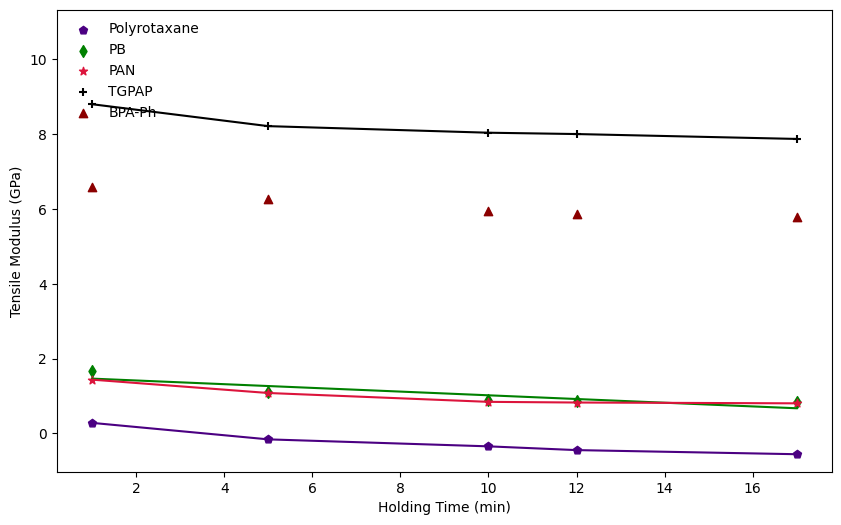 Polyrotaxane
PB
PAN
TGPAP
BPA-Ph
10
8
6
4
2
0
Tensile Modulus (GPa)
2 4 6 8 10 12 14 16
Holding Time (min)